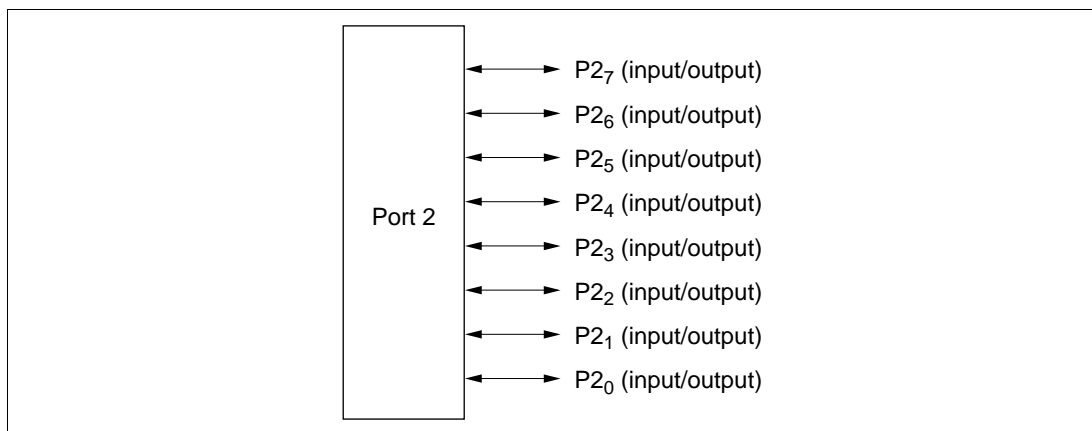 P2₇ (input/output)
P2₆ (input/output)
P2₅ (input/output)
P2₄ (input/output)
Port 2
P2₃ (input/output)
P2₂ (input/output)
P2₁ (input/output)
P2₀ (input/output)